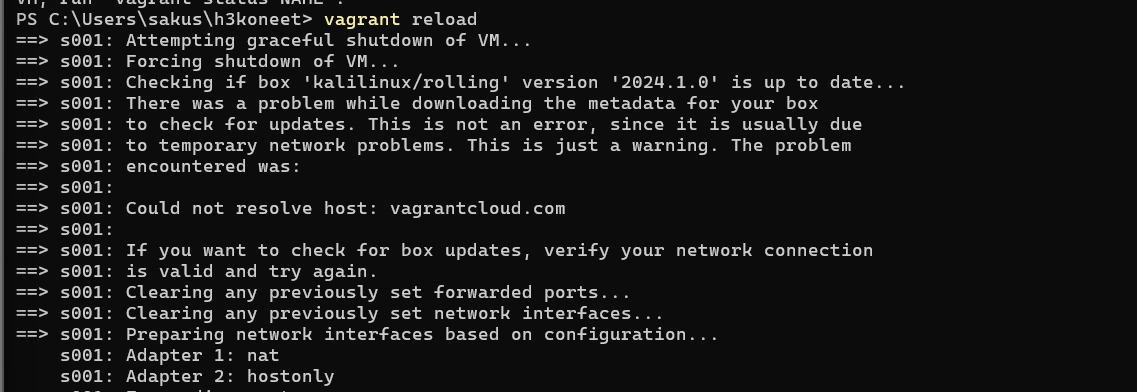 PS C:\Users\sakus\h3koneet> vagrant reload
==> s001: Attempting graceful shutdown of VM...
==> s001: Forcing shutdown of VM...
==> s001: Checking if box 'kalilinux/rolling' version '2024.1.0' is up to date...
==> s001: There was a problem while downloading the metadata for your box
==> s001: to check for updates. This is not an error, since it is usually due
==> s001: to temporary network problems. This is just a warning. The problem
==> s001: encountered was:
==> s001:
==> s001: Could not resolve host: vagrantcloud.com
==> s001:
==> s001: If you want to check for box updates, verify your network connection
==> s001: is valid and try again.
==> s001: Clearing any previously set forwarded ports...
==> s001: Clearing any previously set network interfaces...
==> s001: Preparing network interfaces based on configuration...
s001: Adapter 1: nat
s001: Adapter 2: hostonly